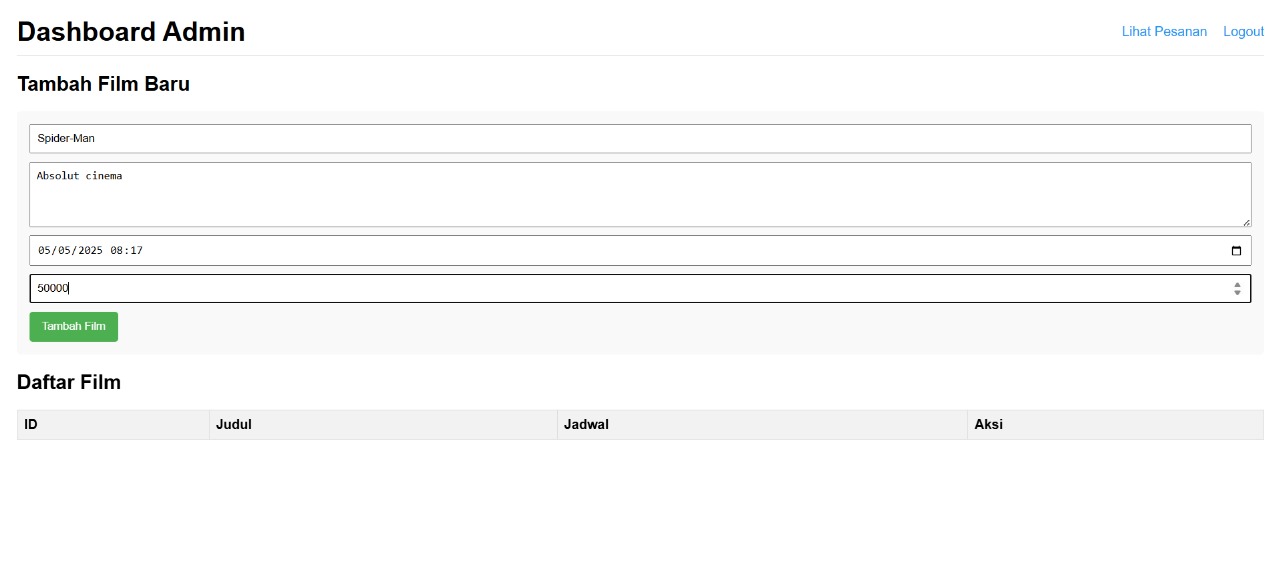 Dashboard Admin
Lihat Pesanan Logout
Tambah Film Baru
Spider-Man
Absolut cinema
05/05/2025 08:17
50000
Tambah Film
Daftar Film
ID Judul Jadwal Aksi